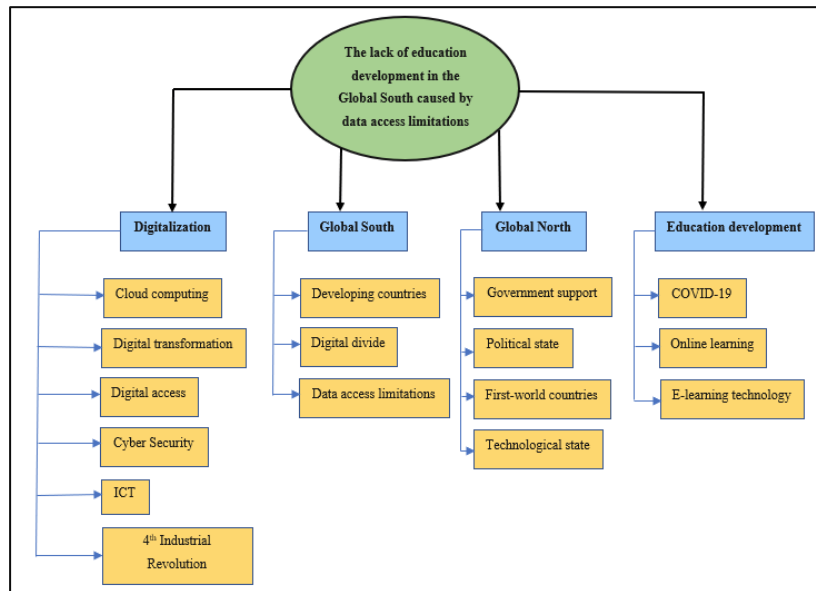 The lack of education
development in the
Global South caused by
data access limitations
Digitalization
Cloud computing
Digital transformation
Digital access
Cyber Security
ICT
4th Industrial
Revolution
Global South
Developing countries
Digital divide
Data access limitations
Global North
Government support
Political state
First-world countries
Technological state
Education development
COVID-19
Online learning
E-learning technology